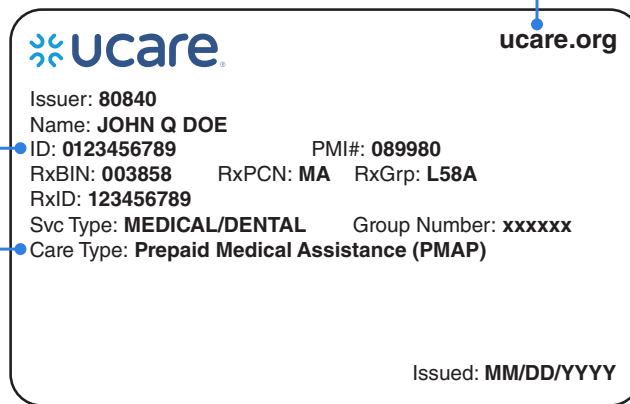 ucare
ucare.org
Issuer: 80840
Name: JOHN Q DOE
ID: 0123456789 PMI#: 089980
RxBIN: 003858 RxPCN: MA RxGrp: L58A
RxID: 123456789
Svc Type: MEDICAL/DENTAL Group Number: xxxxxx
Care Type: Prepaid Medical Assistance (PMAP)
Issued: MM/DD/YYYY